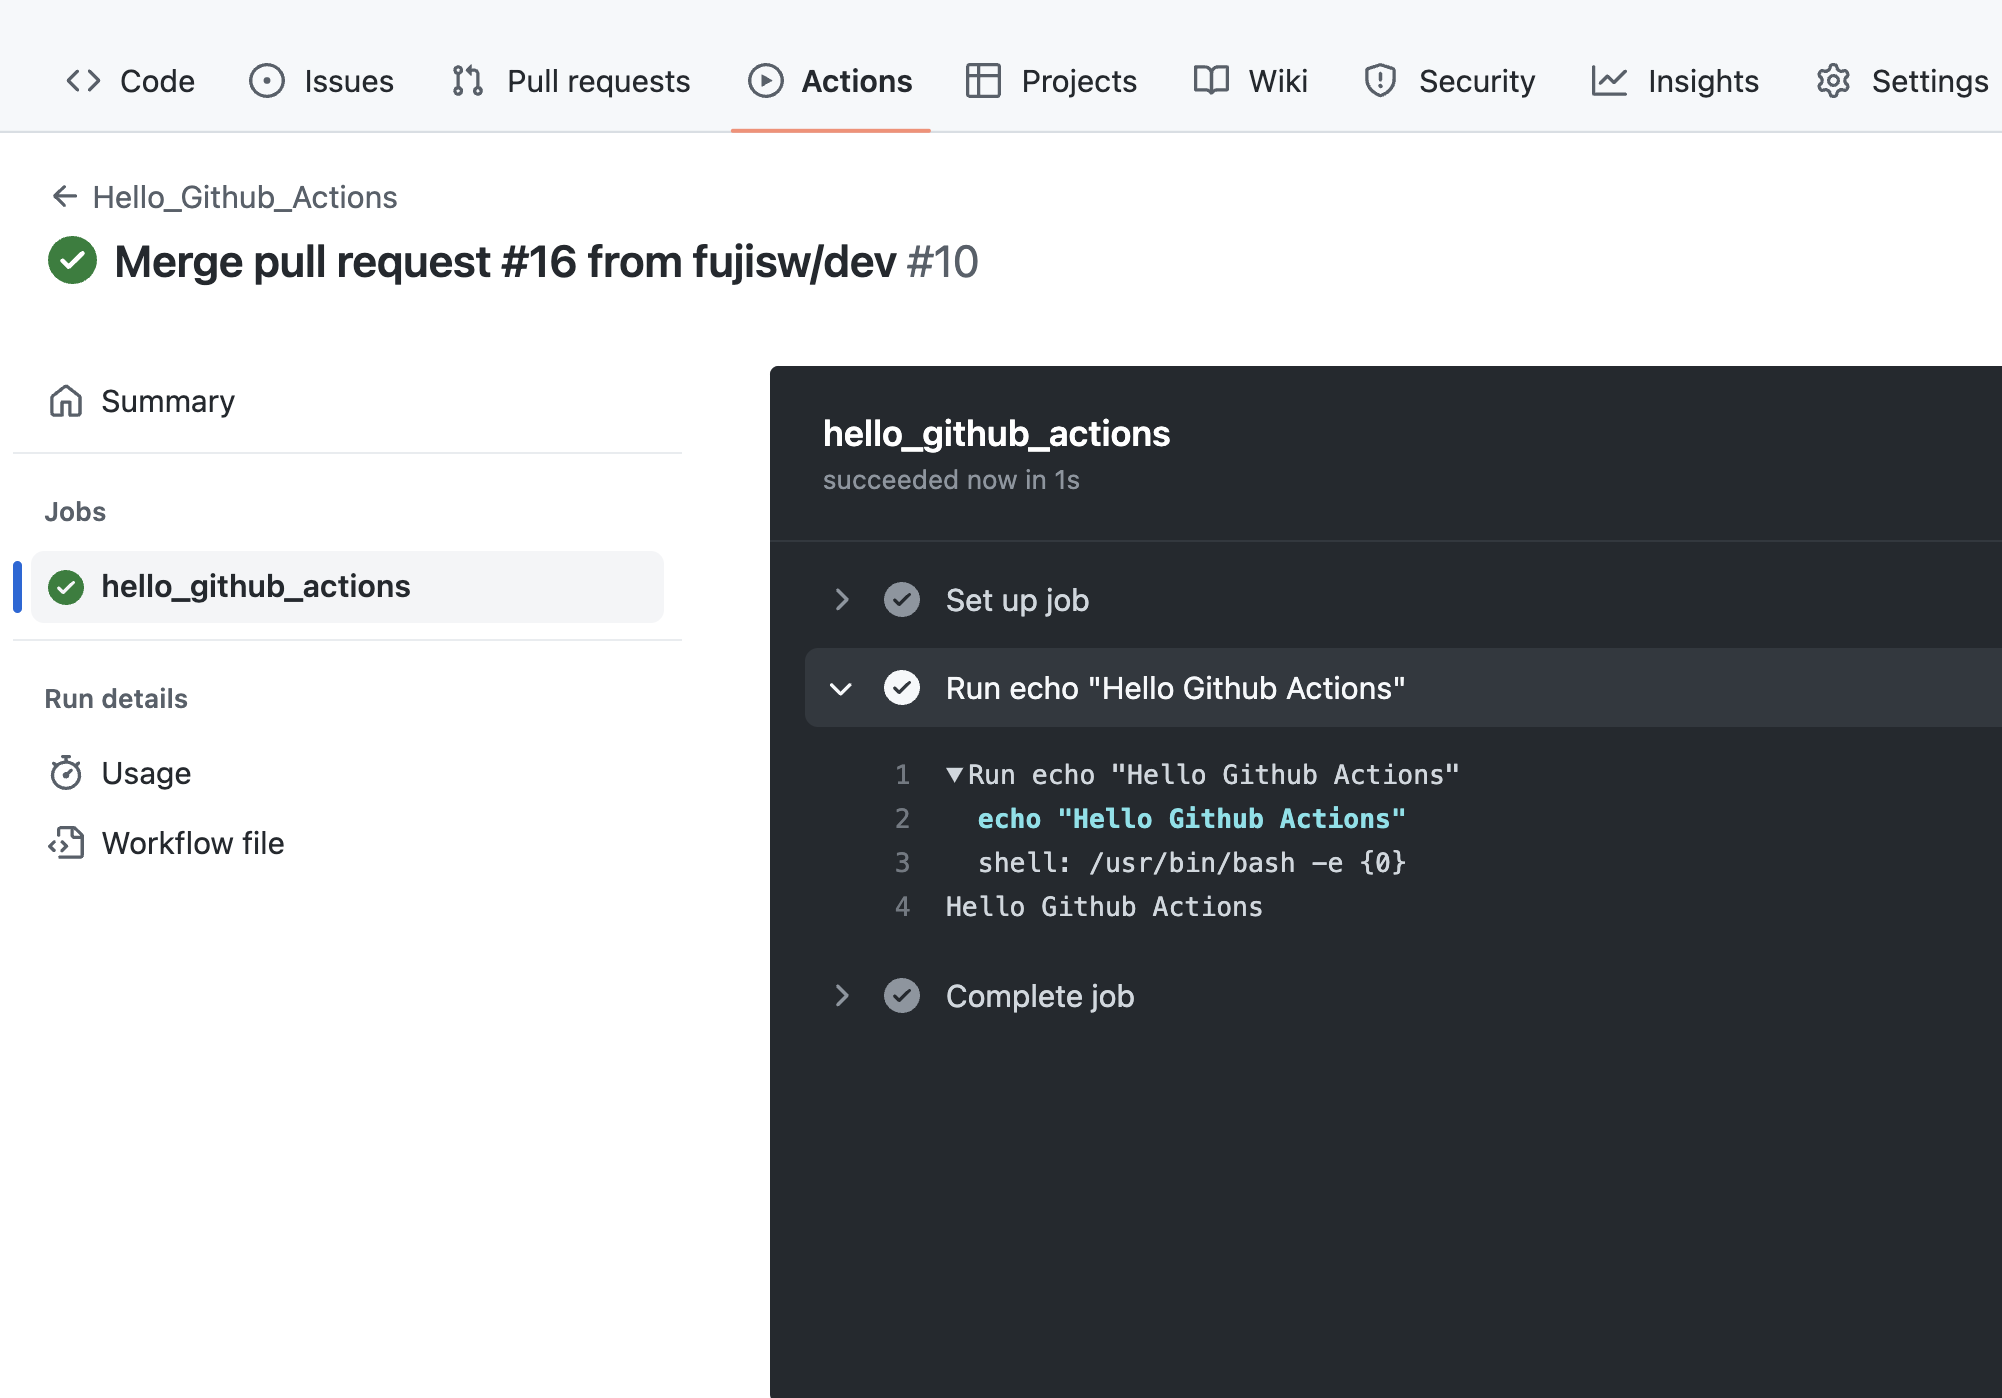 Code Issues Pull requests Actions Projects Wiki Security Insights Settings
Hello_Github_Actions
Merge pull request #16 from fujisw/dev #10
Summary
Jobs
hello_github_actions
Run details
Usage
Workflow file
hello_github_actions
succeeded now in 1s
Set up job
Run echo "Hello Github Actions"
1 ▼Run echo "Hello Github Actions"
2 echo "Hello Github Actions"
3 shell: /usr/bin/bash -e {0}
4 Hello Github Actions
Complete job